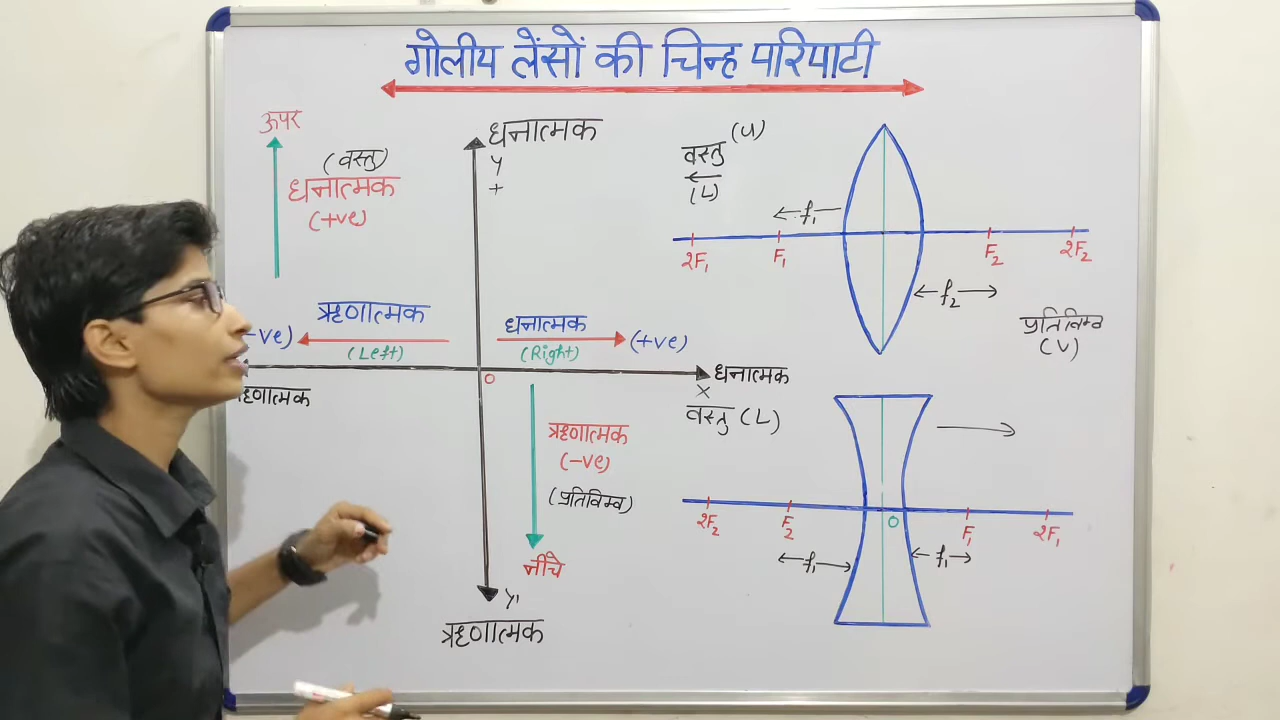 गोलीय लेंसों की चिन्ह परिपाटी
ऊपर
(वस्तु)
धनात्मक
(+ve)
धनात्मक
y
+
ऋणात्मक
-ve)
(Left)
धनात्मक
(+ve)
(Right)
ऋणात्मक
O
धनात्मक
X
ऋणात्मक
(-ve)
(प्रतिविम्व)
नीचे
y'
ऋणात्मक
वस्तु (U)
(L)
f₁
2F₁ F₁ F₂ 2F₂
f₂
प्रतिविम्व
(V)
वस्तु (L)
2F₂ F₂ O F₁ 2F₁
f₁ f₁